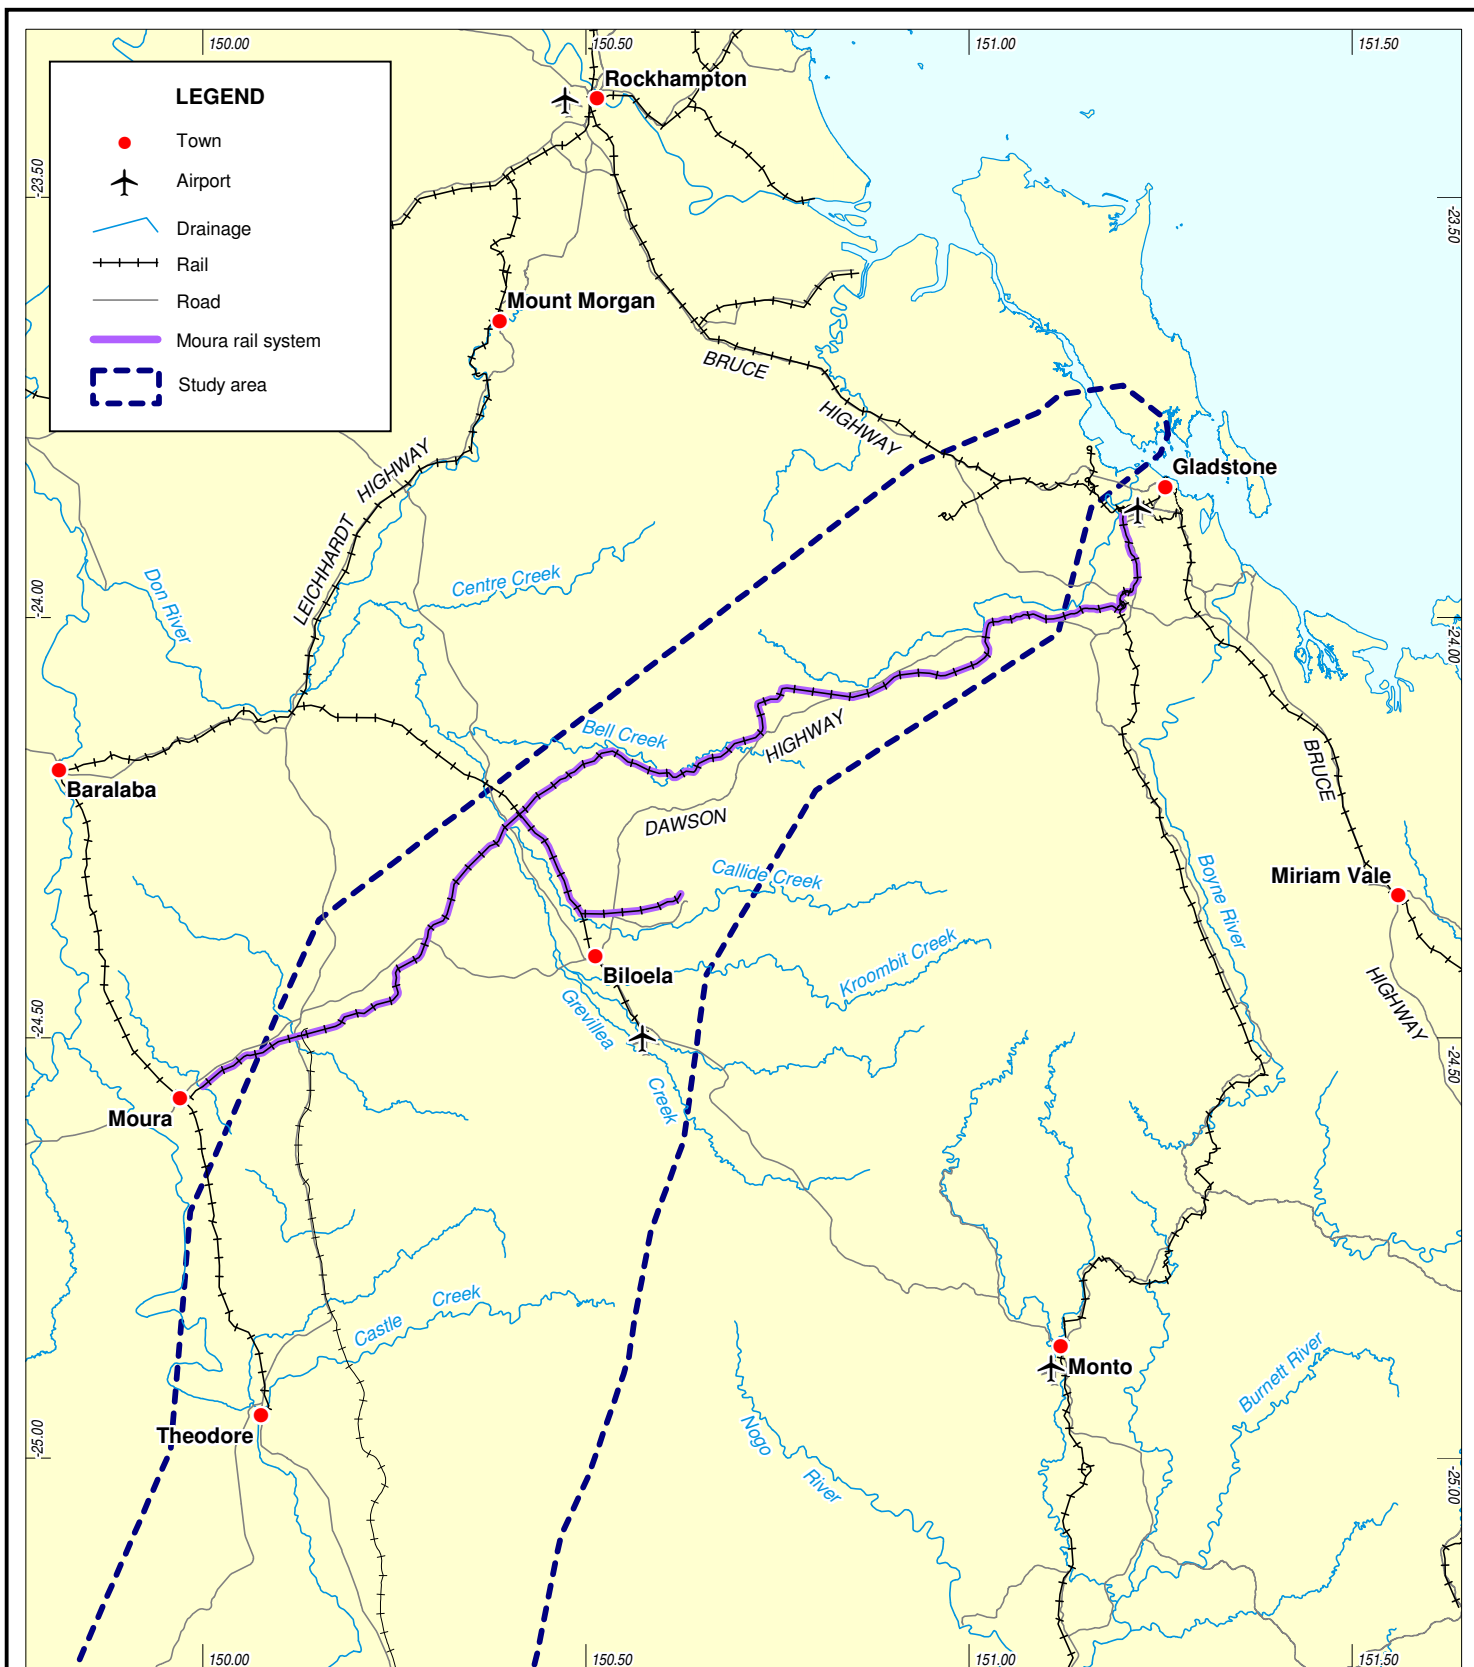 150.00
150.50
151.00
151.50
LEGEND
Town
Airport
Drainage
Rail
Road
Moura rail system
Study area
Rockhampton
-23.50
-23.50
Mount Morgan
BRUCE
HIGHWAY
Gladstone
LEICHHARDT
HIGHWAY
Don River
Centre Creek
-24.00
-24.00
Bell Creek
HIGHWAY
DAWSON
Baralaba
BRUCE
Callide Creek
Boyne River
Miriam Vale
Kroombit Creek
Biloela
HIGHWAY
Grevillea
Creek
-24.50
-24.50
Moura
Castle
Creek
Monto
Burnett River
Theodore
Nogo
River
-25.00
-25.00
150.00
150.50
151.00
151.50